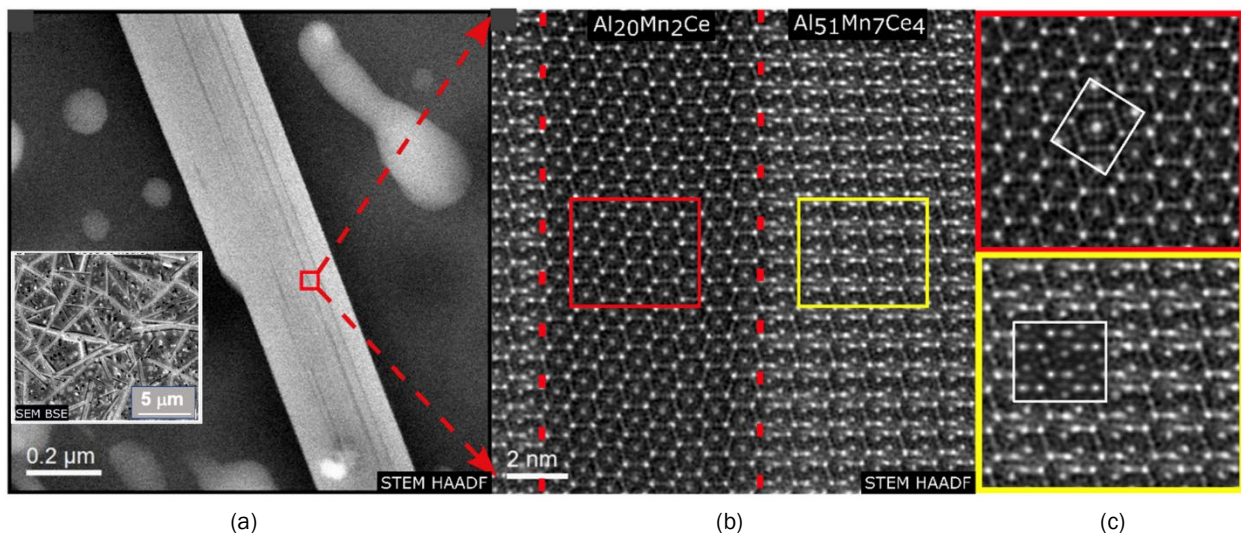 Al20Mn2Ce
Al51Mn7Ce4
5 μm
SEM BSE
0.2 μm
STEM HAADF
2 nm
STEM HAADF
(a)
(b)
(c)